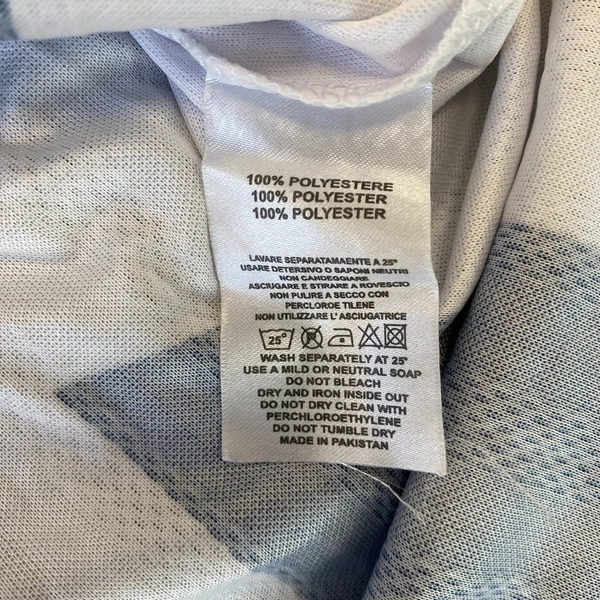 100% POLYESTERE
100% POLYESTER
100% POLYESTER
LAVARE SEPARATAMAENTE A 25°
USARE DETERSIVO O SAPONI NEUTRI
NON CANDEGGIARE
ASCIUGARE E STIRARE A ROVESCIO
NON PULIRE A SECCO CON
PERCLOROE TILENE
NON UTILIZZARE L'ASCIUGATRICE
25°
WASH SEPARATELY AT 25°
USE A MILD OR NEUTRAL SOAP
DO NOT BLEACH
DRY AND IRON INSIDE OUT
DO NOT DRY CLEAN WITH
PERCHLOROETHYLENE
DO NOT TUMBLE DRY
MADE IN PAKISTAN